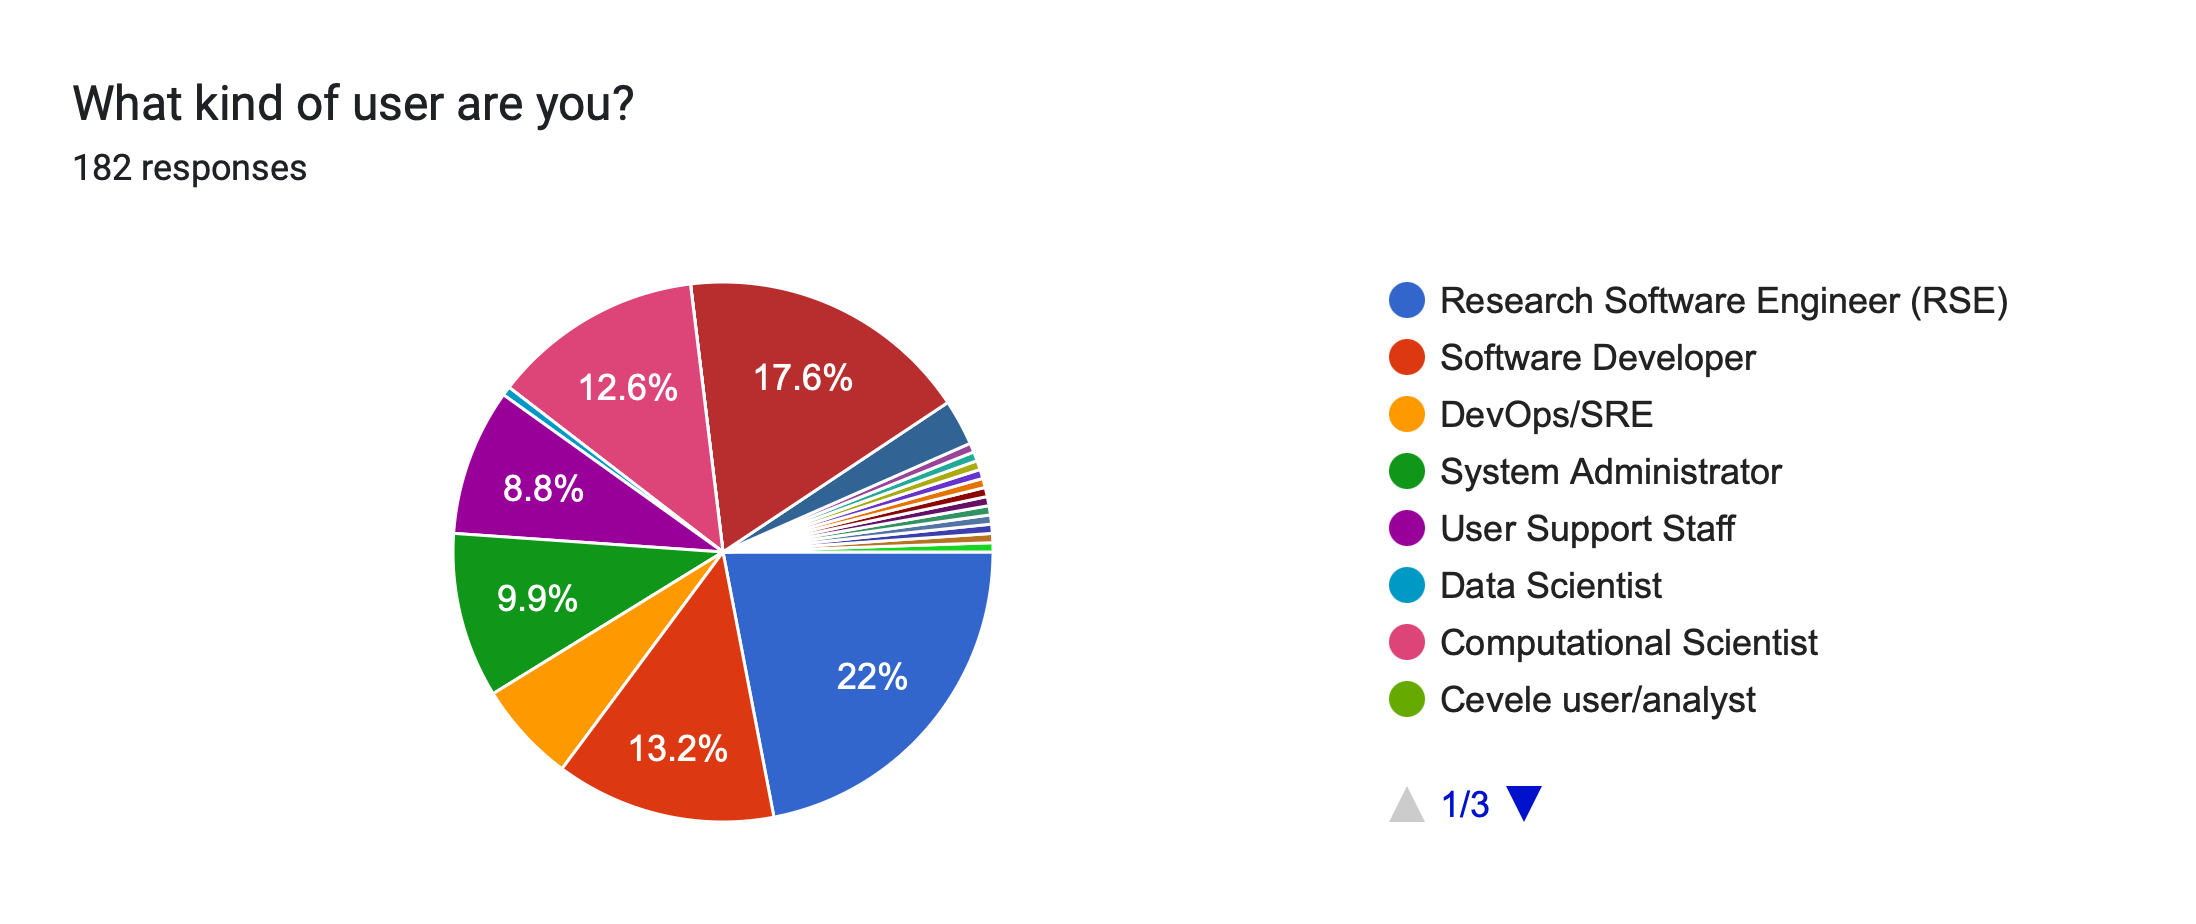 What kind of user are you?
182 responses
17.6%
12.6%
8.8%
9.9%
22%
13.2%
Research Software Engineer (RSE)
Software Developer
DevOps/SRE
System Administrator
User Support Staff
Data Scientist
Computational Scientist
Cevele user/analyst
1/3